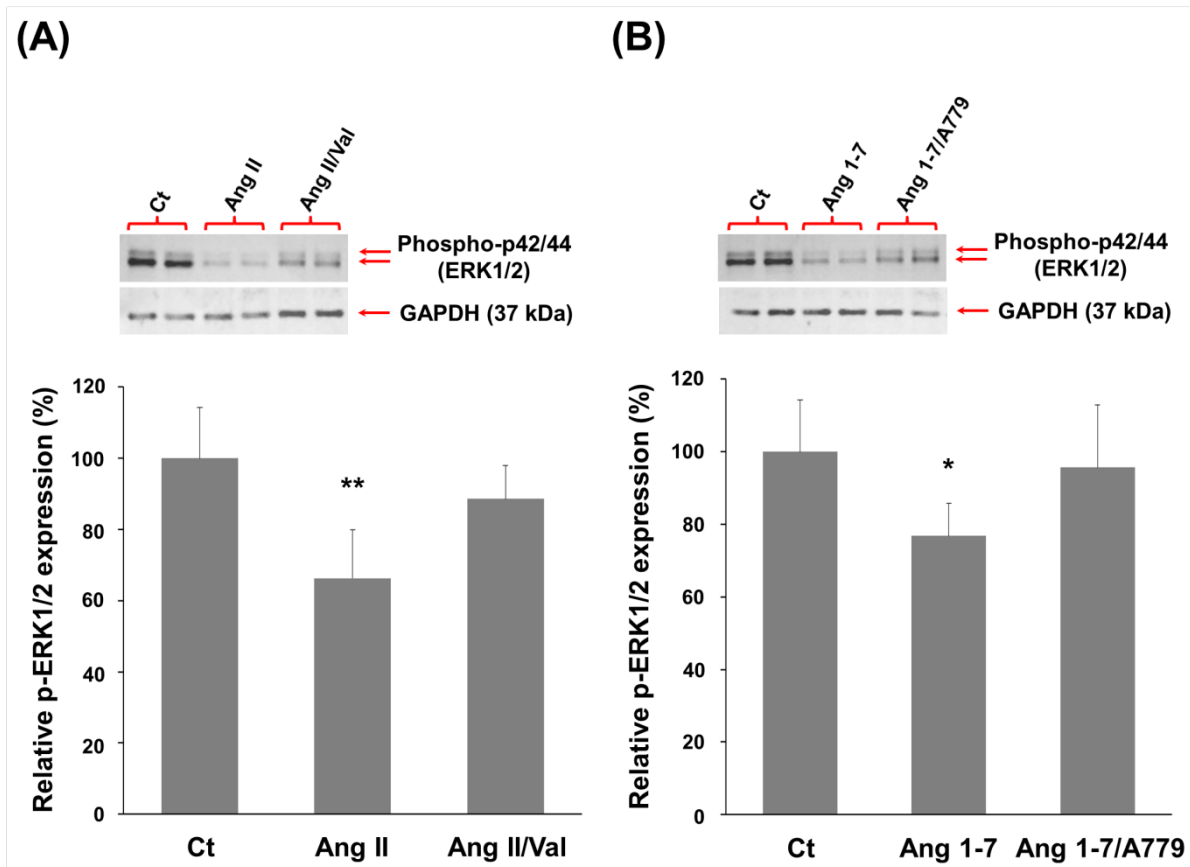 (A)
Ct
Ang II
Ang II/Val
Phospho-p42/44
(ERK1/2)
GAPDH (37 kDa)
Relative p-ERK1/2 expression (%)
120
100
80
60
40
20
0
**
Ct
Ang II
Ang II/Val
(B)
Ct
Ang 1-7
Ang 1-7/A779
Phospho-p42/44
(ERK1/2)
GAPDH (37 kDa)
Relative p-ERK1/2 expression (%)
120
100
80
60
40
20
0
*
Ct
Ang 1-7
Ang 1-7/A779